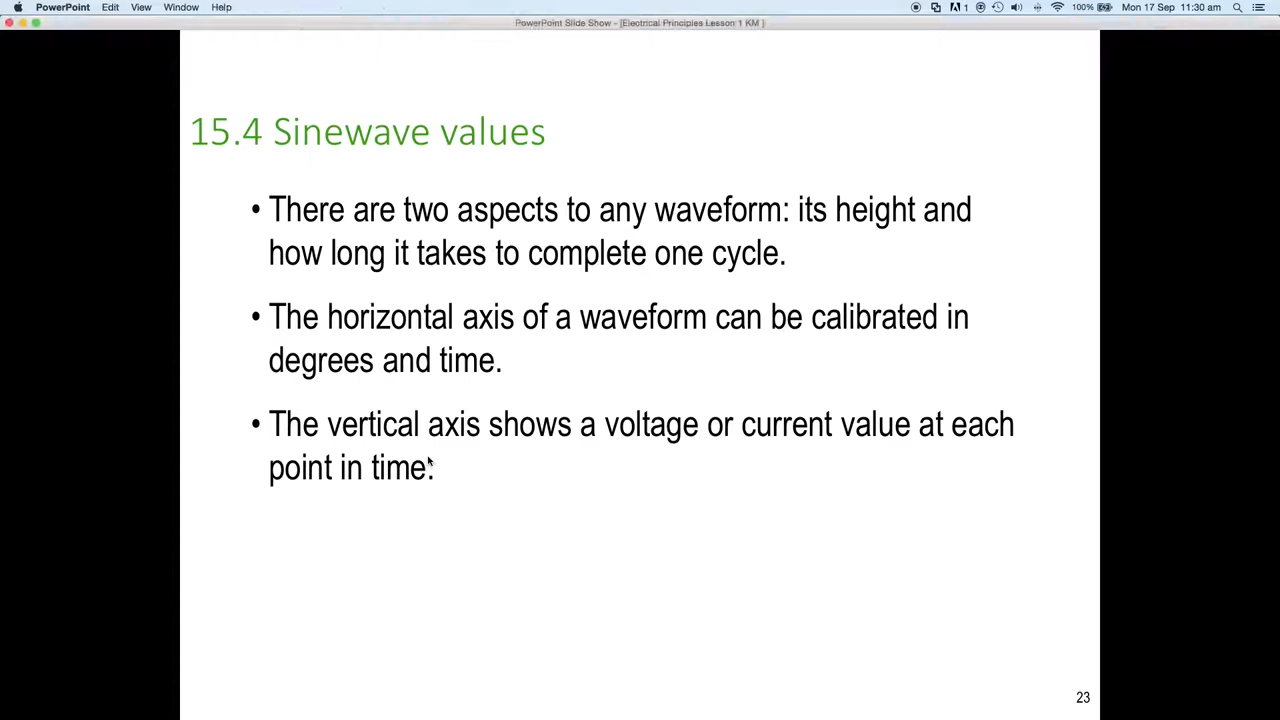 PowerPoint Edit View Window Help
1 100% Mon 17 Sep 11:30 am
PowerPoint Slide Show - [Electrical Principles Lesson 1 KM ]
15.4 Sinewave values
• There are two aspects to any waveform: its height and
how long it takes to complete one cycle.
• The horizontal axis of a waveform can be calibrated in
degrees and time.
• The vertical axis shows a voltage or current value at each
point in time.
23